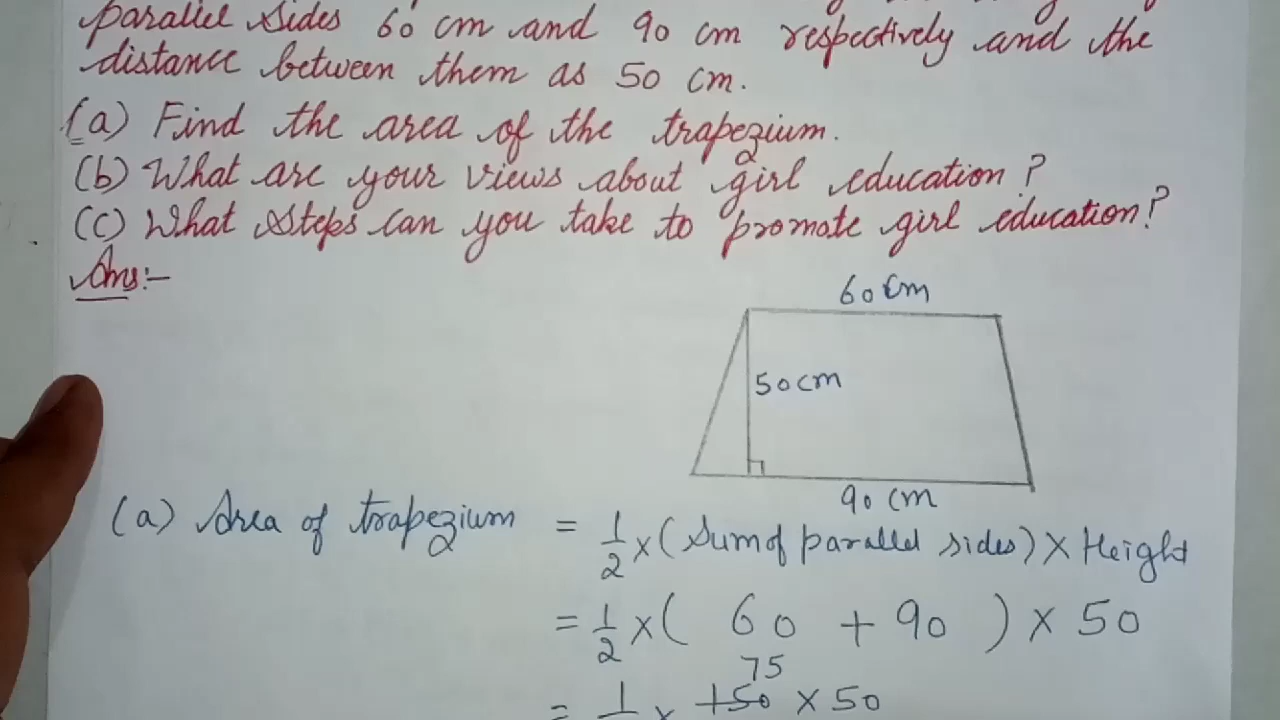 parallel sides 60 cm and 90 cm respectively and the
distance between them as 50 cm.
(a) Find the area of the trapezium.
(b) What are your views about girl education?
(c) What steps can you take to promote girl education?
Ans:-
60 cm
50 cm
90 cm
(a) Area of trapezium = 1/2 × (Sum of parallel sides) × Height
= 1/2 × ( 60 + 90 ) × 50
75
= 1 × 150 × 50